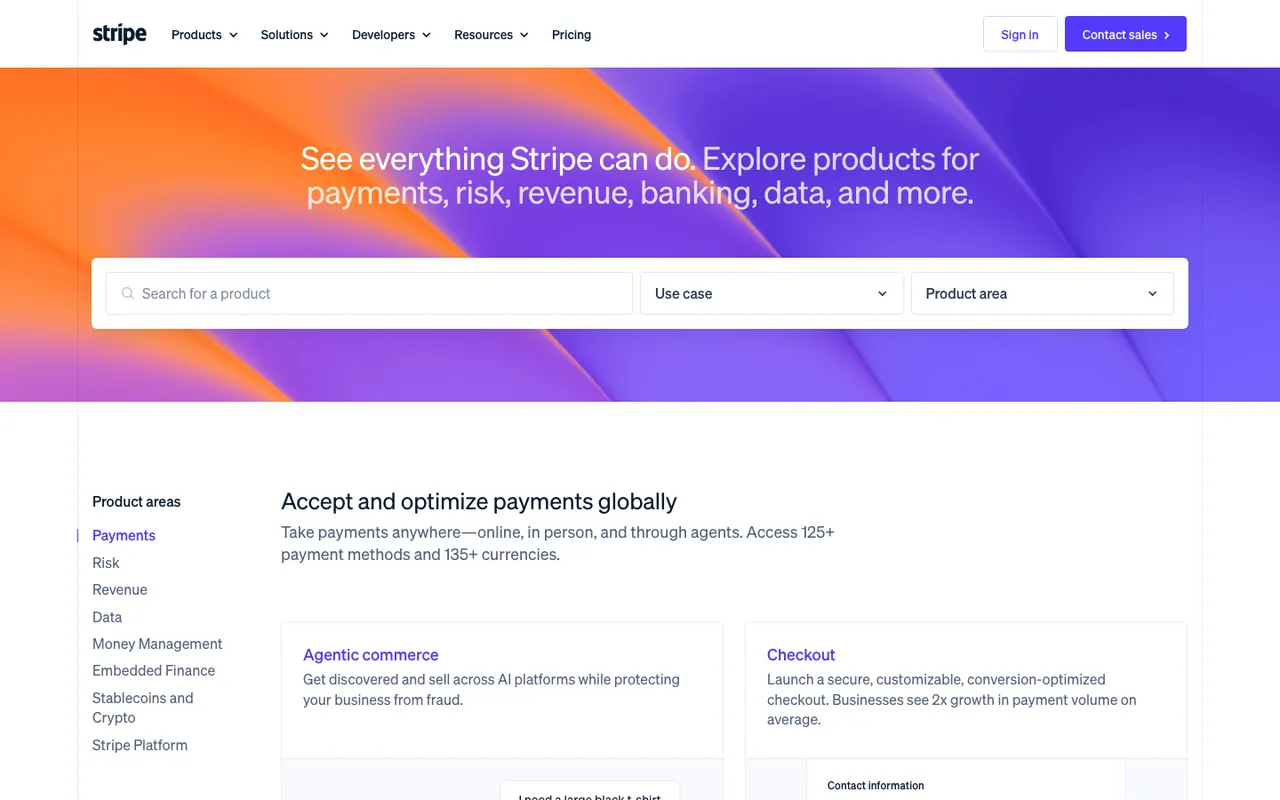 stripe
Products
Solutions
Developers
Resources
Pricing
Sign in
Contact sales
See everything Stripe can do. Explore products for
payments, risk, revenue, banking, data, and more.
Search for a product
Use case
Product area
Product areas
Payments
Risk
Revenue
Data
Money Management
Embedded Finance
Stablecoins and
Crypto
Stripe Platform
Accept and optimize payments globally
Take payments anywhere—online, in person, and through agents. Access 125+
payment methods and 135+ currencies.
Agentic commerce
Get discovered and sell across AI platforms while protecting
your business from fraud.
I need a large black t-shirt
Checkout
Launch a secure, customizable, conversion-optimized
checkout. Businesses see 2x growth in payment volume on
average.
Contact information